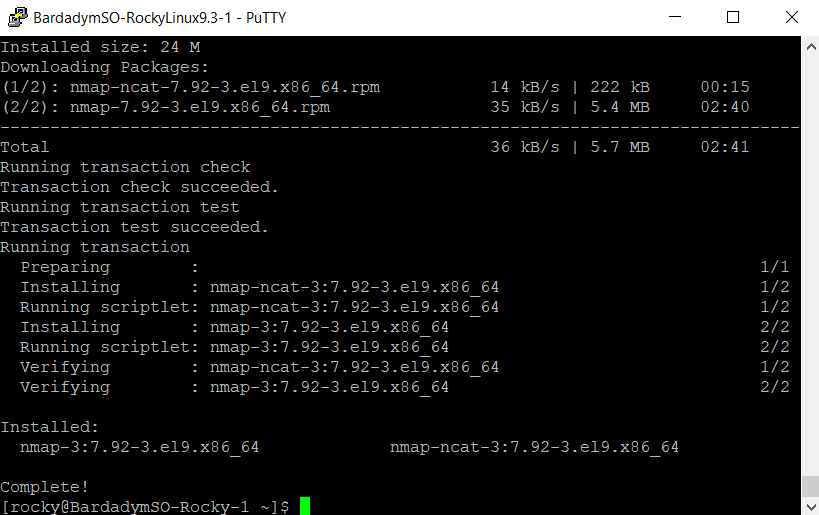 BardadymSO-RockyLinux9.3-1 - PuTTY
Installed size: 24 M
Downloading Packages:
(1/2): nmap-ncat-7.92-3.el9.x86_64.rpm           14 kB/s | 222 kB     00:15
(2/2): nmap-7.92-3.el9.x86_64.rpm                35 kB/s | 5.4 MB     02:40
--------------------------------------------------------------------------------
Total                                            36 kB/s | 5.7 MB     02:41
Running transaction check
Transaction check succeeded.
Running transaction test
Transaction test succeeded.
Running transaction
  Preparing        :                                                        1/1
  Installing       : nmap-ncat-3:7.92-3.el9.x86_64                          1/2
  Running scriptlet: nmap-ncat-3:7.92-3.el9.x86_64                          1/2
  Installing       : nmap-3:7.92-3.el9.x86_64                               2/2
  Running scriptlet: nmap-3:7.92-3.el9.x86_64                               2/2
  Verifying        : nmap-ncat-3:7.92-3.el9.x86_64                          1/2
  Verifying        : nmap-3:7.92-3.el9.x86_64                               2/2
Installed:
  nmap-3:7.92-3.el9.x86_64             nmap-ncat-3:7.92-3.el9.x86_64
Complete!
[rocky@BardadymSO-Rocky-1 ~]$